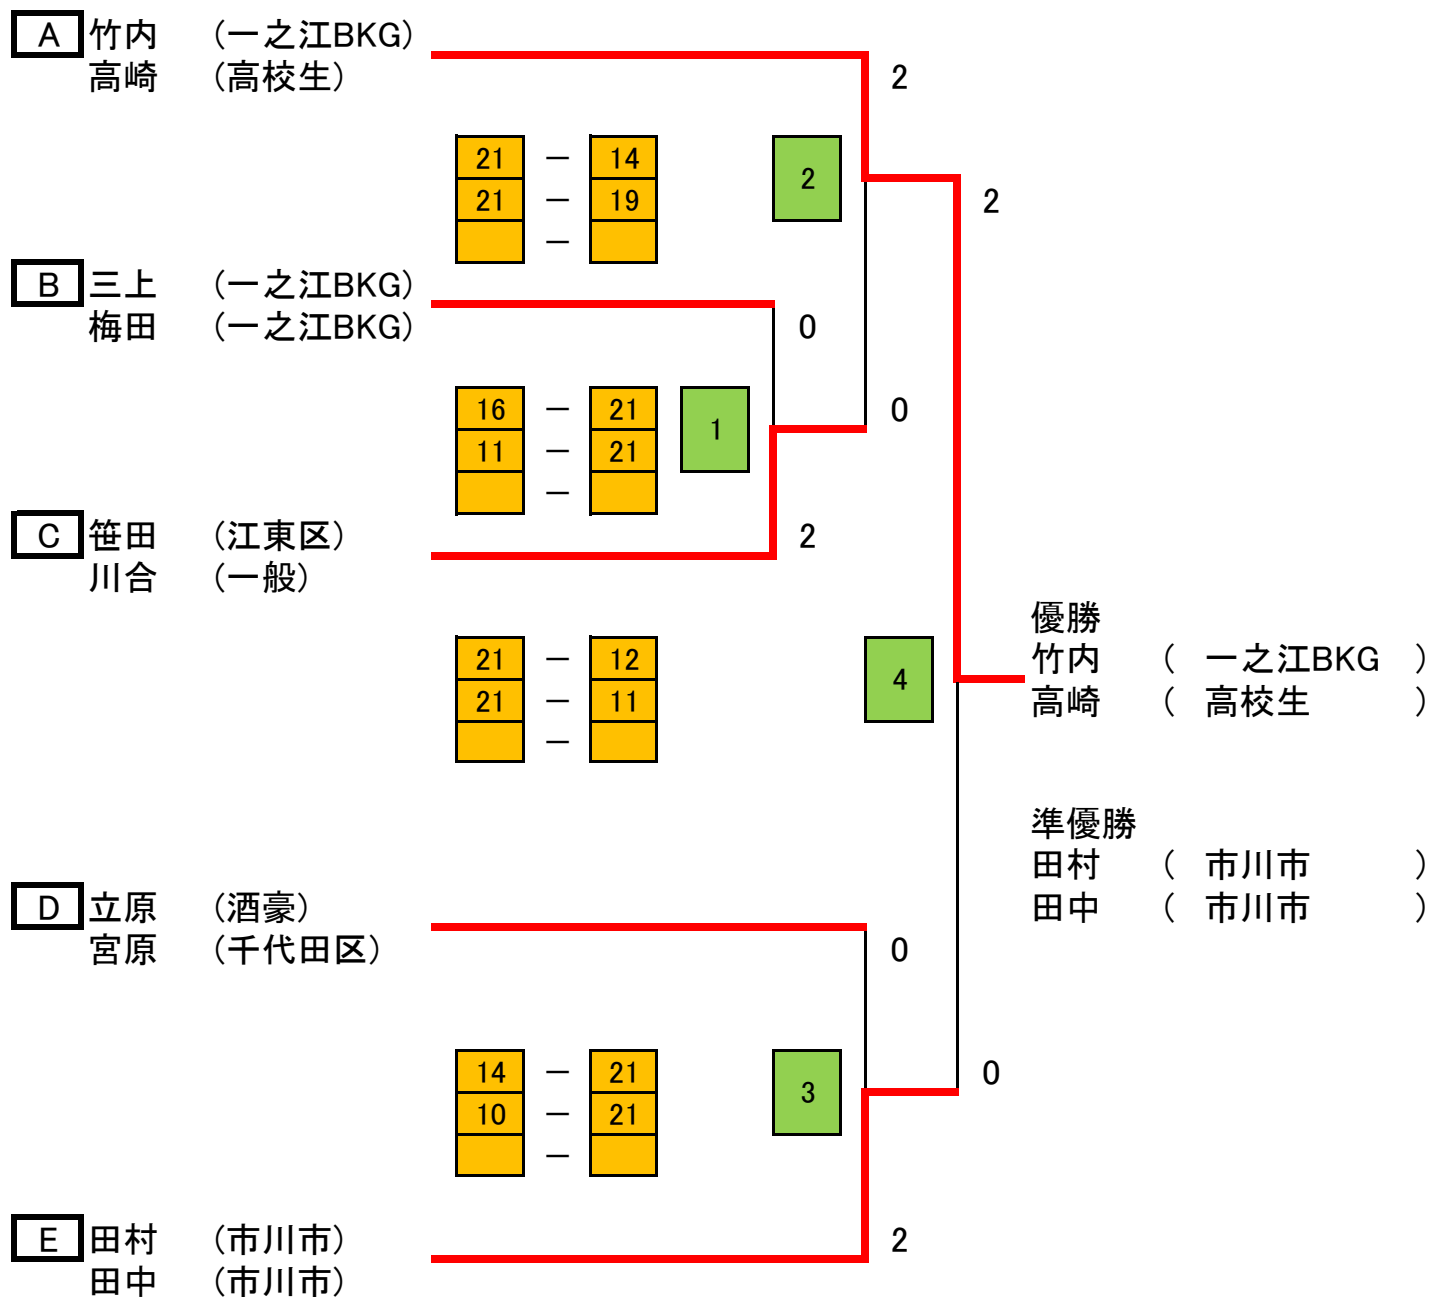 A 竹内 (一之江BKG)
高崎 (高校生)
2
21 － 14
2
21 － 19
2
－
B 三上 (一之江BKG)
梅田 (一之江BKG)
0
16 － 21
0
1
11 － 21
－
C 笹田 (江東区)
2
川合 (一般)
優勝
21 － 12
竹内 ( 一之江BKG )
4
21 － 11
高崎 ( 高校生 )
－
準優勝
田村 ( 市川市 )
D 立原 (酒豪)
田中 ( 市川市 )
宮原 (千代田区)
0
14 － 21
0
3
10 － 21
－
E 田村 (市川市)
2
田中 (市川市)